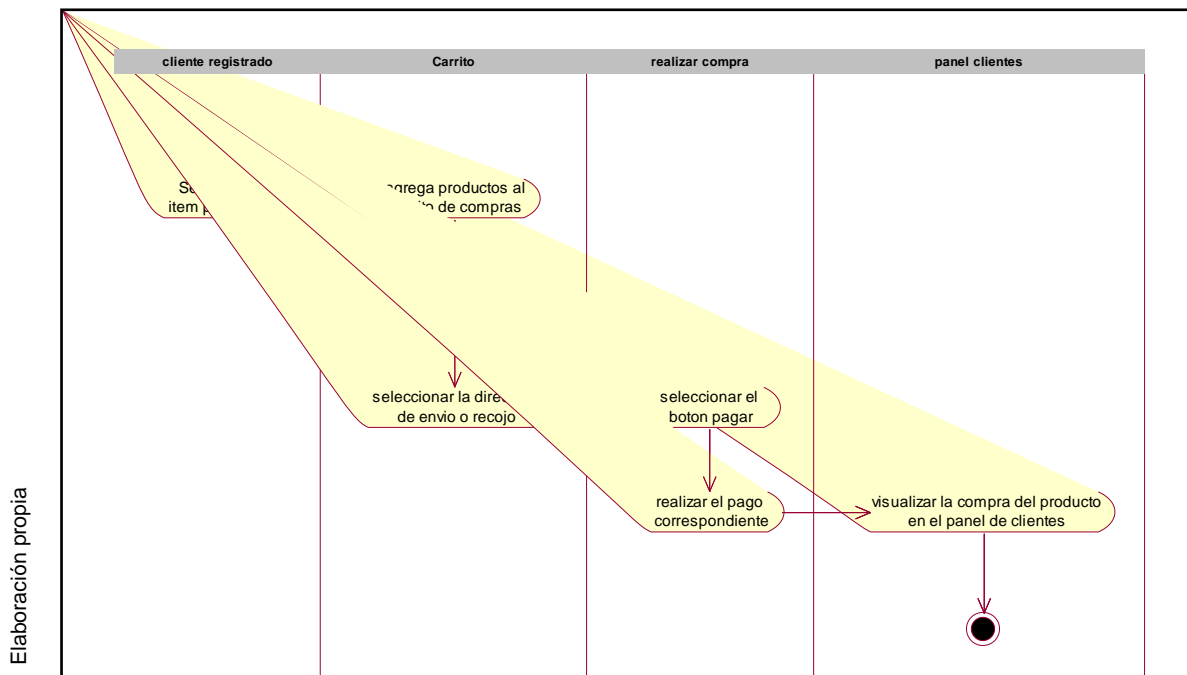 cliente registrado
Carrito
realizar compra
panel clientes
item
agrega productos al
de compras
seleccionar la
de envio o recojo
seleccionar el
boton pagar
realizar el pago
correspondiente
visualizar la compra del producto
en el panel de clientes
Elaboración propia